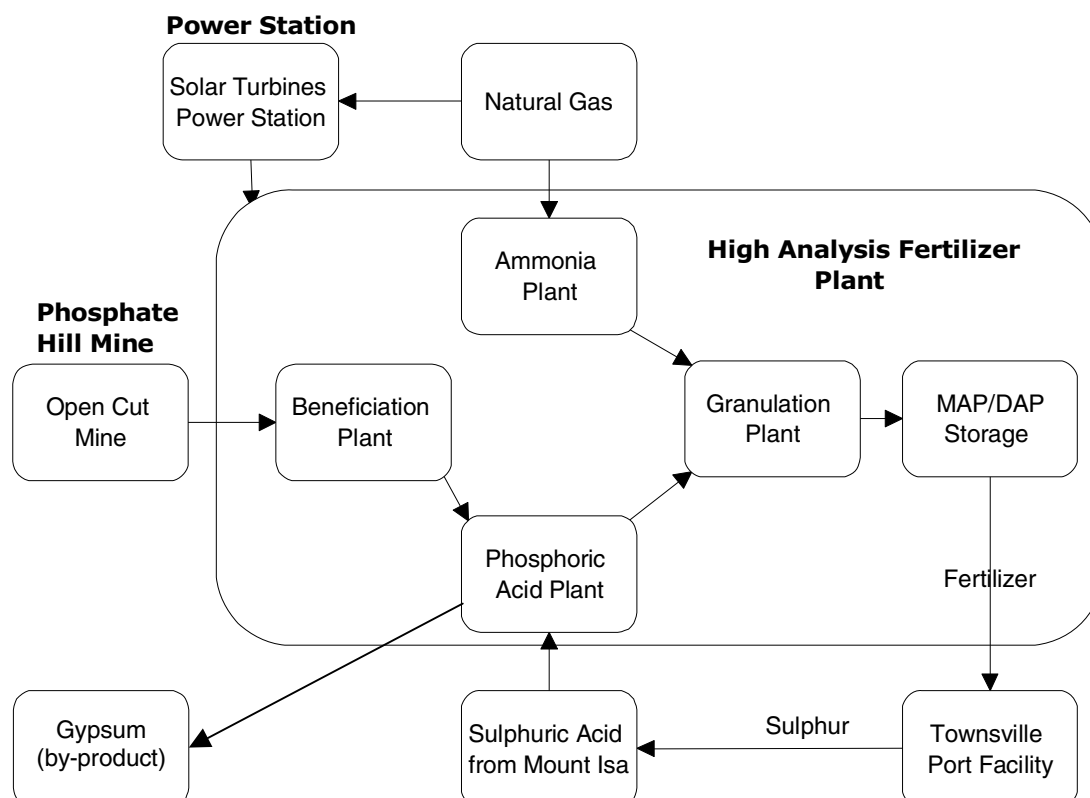 Power Station
Solar Turbines
Power Station
Natural Gas
Ammonia
Plant
High Analysis Fertilizer
Plant
Phosphate
Hill Mine
Open Cut
Mine
Beneficiation
Plant
Granulation
Plant
MAP/DAP
Storage
Phosphoric
Acid Plant
Fertilizer
Gypsum
(by-product)
Sulphuric Acid
from Mount Isa
Sulphur
Townsville
Port Facility